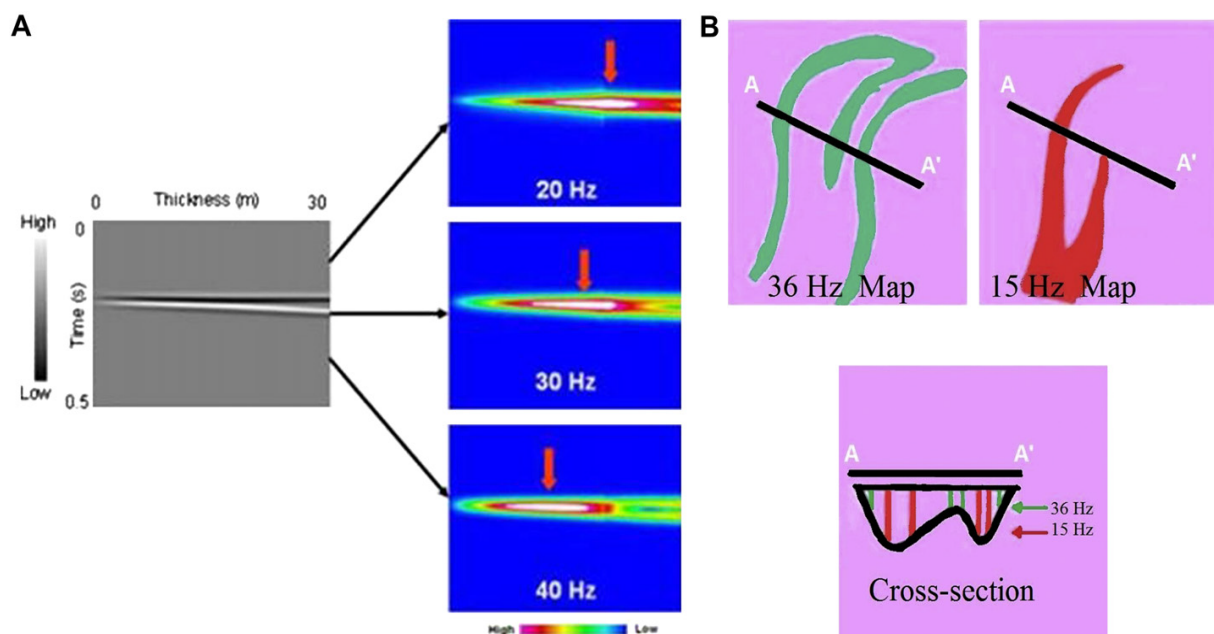 A
Thickness (m)
0 30
High
Low
0
Time (s)
0.5
20 Hz
30 Hz
40 Hz
High Low
B
A
A'
36 Hz Map
A
A'
15 Hz Map
A A'
36 Hz
15 Hz
Cross-section